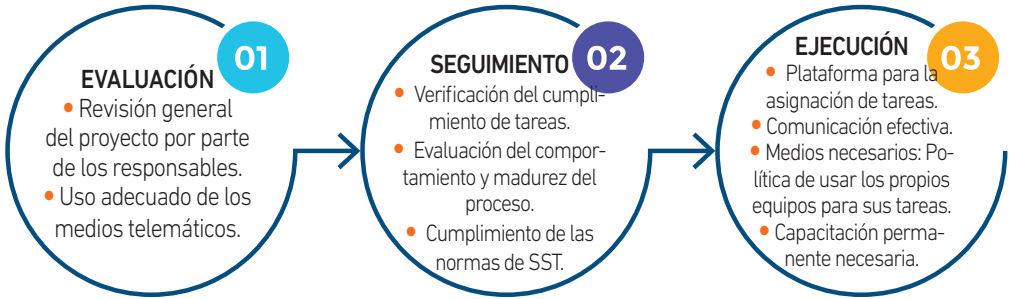 01
EVALUACIÓN
• Revisión general
del proyecto por parte
de los responsables.
• Uso adecuado de los
medios telemáticos.
02
SEGUIMIENTO
• Verificación del cumpli-
miento de tareas.
• Evaluación del compor-
tamiento y madurez del
proceso.
• Cumplimiento de las
normas de SST.
03
EJECUCIÓN
• Plataforma para la
asignación de tareas.
• Comunicación efectiva.
• Medios necesarios: Po-
lítica de usar los propios
equipos para sus tareas.
• Capacitación perma-
nente necesaria.